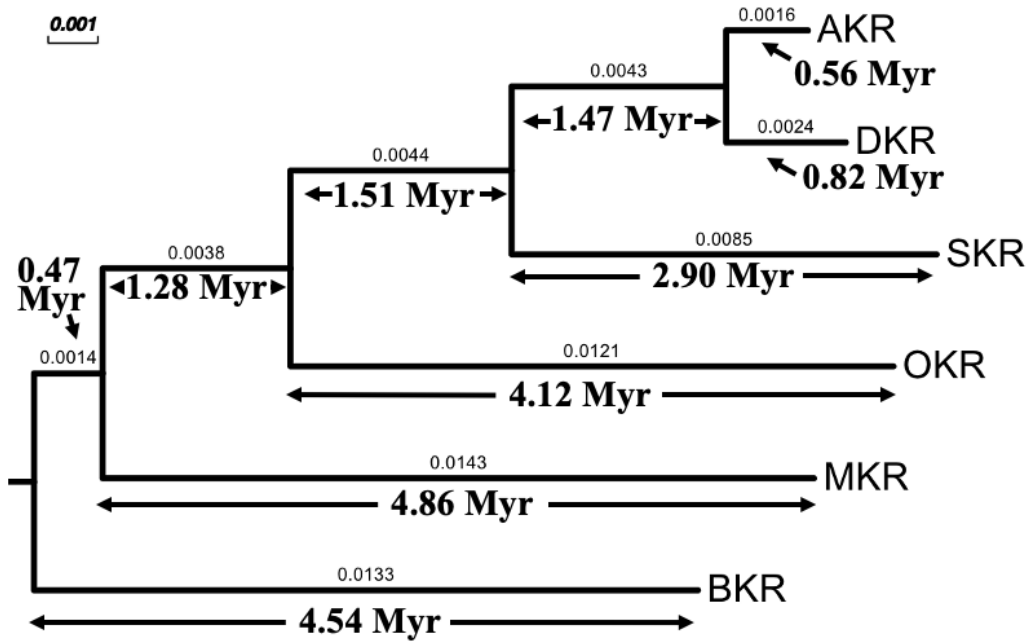 0.001
0.0016
AKR
0.56 Myr
0.0043
1.47 Myr
0.0024
DKR
0.82 Myr
0.0044
1.51 Myr
0.0085
SKR
2.90 Myr
0.0038
1.28 Myr
0.47
Myr
0.0014
0.0121
OKR
4.12 Myr
0.0143
MKR
4.86 Myr
0.0133
BKR
4.54 Myr